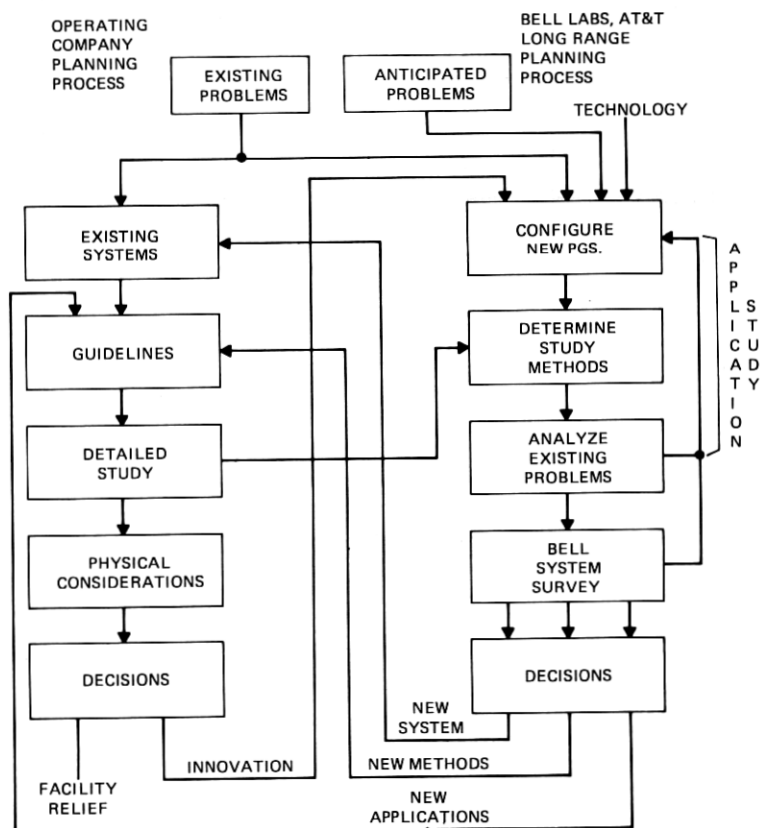 OPERATING
COMPANY
PLANNING
PROCESS
EXISTING
PROBLEMS
ANTICIPATED
PROBLEMS
BELL LABS, AT&T
LONG RANGE
PLANNING
PROCESS
TECHNOLOGY
EXISTING
SYSTEMS
GUIDELINES
DETAILED
STUDY
PHYSICAL
CONSIDERATIONS
DECISIONS
FACILITY
RELIEF
INNOVATION
CONFIGURE
NEW PGS.
DETERMINE
STUDY
METHODS
ANALYZE
EXISTING
PROBLEMS
BELL
SYSTEM
SURVEY
DECISIONS
NEW
SYSTEM
NEW METHODS
NEW
APPLICATIONS
APPLICATION
STUDY